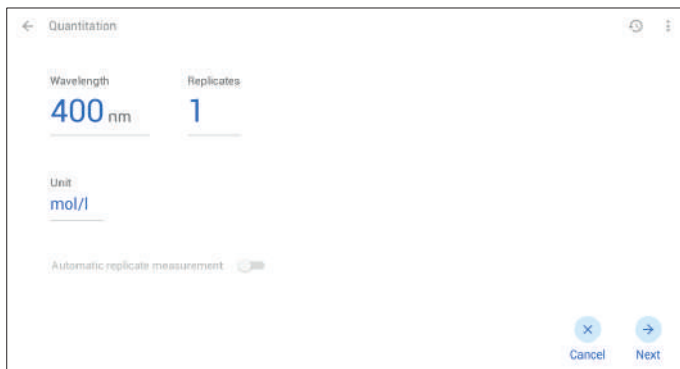 Quantitation
Wavelength Replicates
400 nm 1
Unit
mol/l
Automatic replicate measurement
Cancel Next